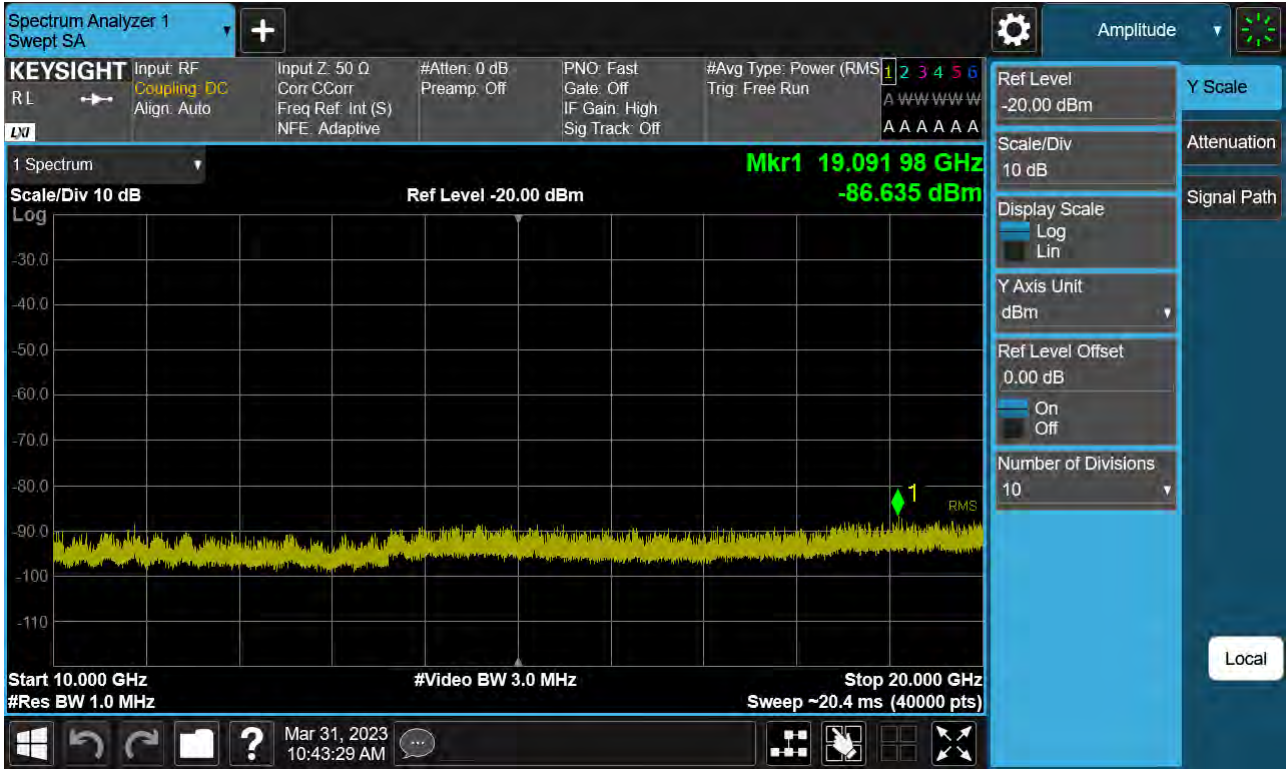 Spectrum Analyzer 1
Swept SA
+
Amplitude
KEYSIGHT
R L
LXI
Input: RF
Coupling: DC
Align: Auto
Input Z: 50 Ω
Corr CCorr
Freq Ref: Int (S)
NFE: Adaptive
#Atten: 0 dB
Preamp: Off
PNO: Fast
Gate: Off
IF Gain: High
Sig Track: Off
#Avg Type: Power (RMS
Trig: Free Run
1 2 3 4 5 6
A W W W W W
A A A A A A
1 Spectrum
Mkr1 19.091 98 GHz
-86.635 dBm
Scale/Div 10 dB
Ref Level -20.00 dBm
Log
-30.0
-40.0
-50.0
-60.0
-70.0
-80.0
-90.0
-100
-110
1
RMS
Start 10.000 GHz
#Video BW 3.0 MHz
Stop 20.000 GHz
#Res BW 1.0 MHz
Sweep ~20.4 ms (40000 pts)
Ref Level
-20.00 dBm
Scale/Div
10 dB
Display Scale
Log
Lin
Y Axis Unit
dBm
Ref Level Offset
0.00 dB
On
Off
Number of Divisions
10
Y Scale
Attenuation
Signal Path
Local
?
Mar 31, 2023
10:43:29 AM